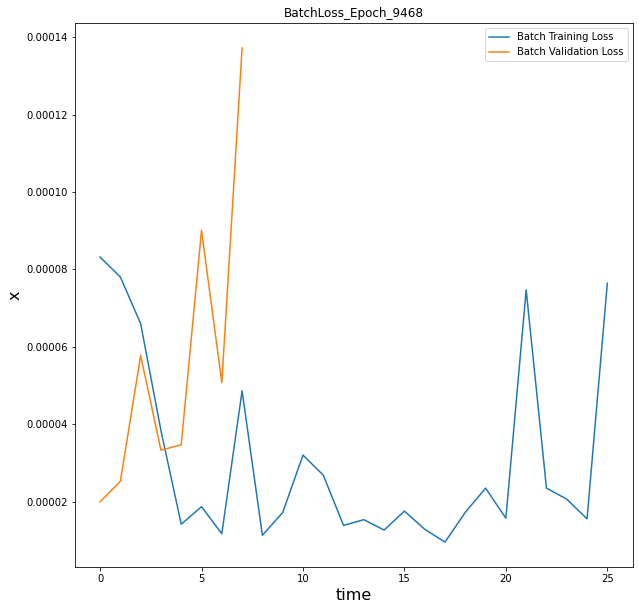 BatchLoss_Epoch_9468
Batch Training Loss
Batch Validation Loss
0.00014
0.00012
0.00010
0.00008
0.00006
0.00004
0.00002
x
0 5 10 15 20 25
time